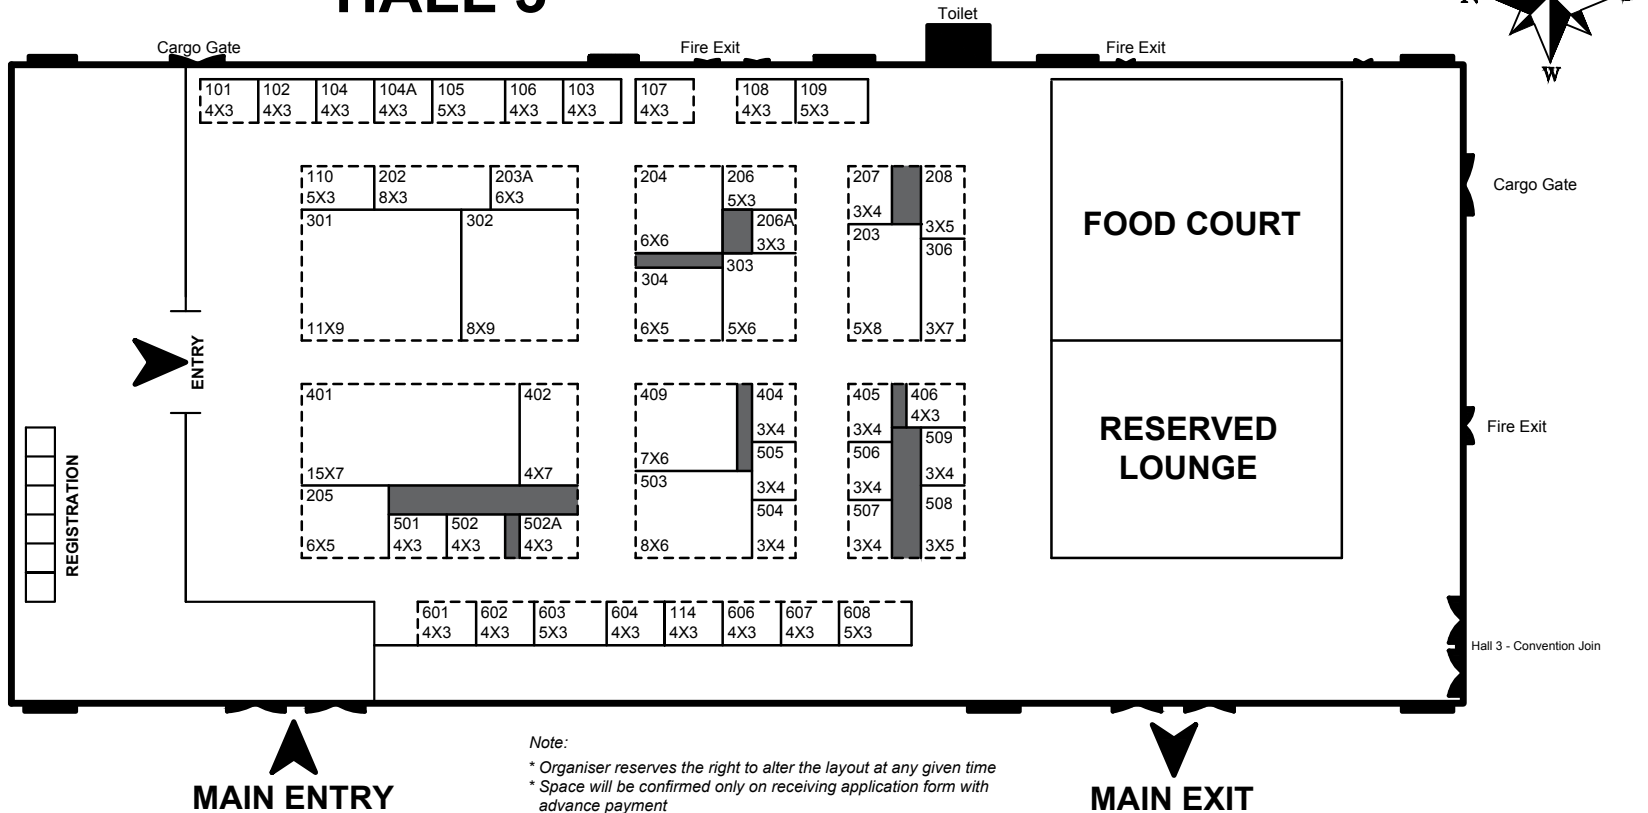 HALL 3
Toilet
Cargo Gate
Fire Exit
Fire Exit
N
W
101
4X3
102
4X3
104
4X3
104A
4X3
105
5X3
106
4X3
103
4X3
107
4X3
108
4X3
109
5X3
110
5X3
202
8X3
203A
6X3
301
11X9
302
8X9
204
6X6
206
5X3
206A
3X3
304
6X5
303
5X6
207
3X4
208
3X5
203
5X8
306
3X7
FOOD COURT
Cargo Gate
ENTRY
401
15X7
402
4X7
205
6X5
501
4X3
502
4X3
502A
4X3
409
7X6
404
3X4
505
3X4
503
8X6
504
3X4
405
3X4
406
4X3
506
3X4
509
3X4
507
3X4
508
3X5
RESERVED
LOUNGE
Fire Exit
REGISTRATION
601
4X3
602
4X3
603
5X3
604
4X3
114
4X3
606
4X3
607
4X3
608
5X3
Hall 3 - Convention Join
MAIN ENTRY
Note:
* Organiser reserves the right to alter the layout at any given time
* Space will be confirmed only on receiving application form with
advance payment
MAIN EXIT